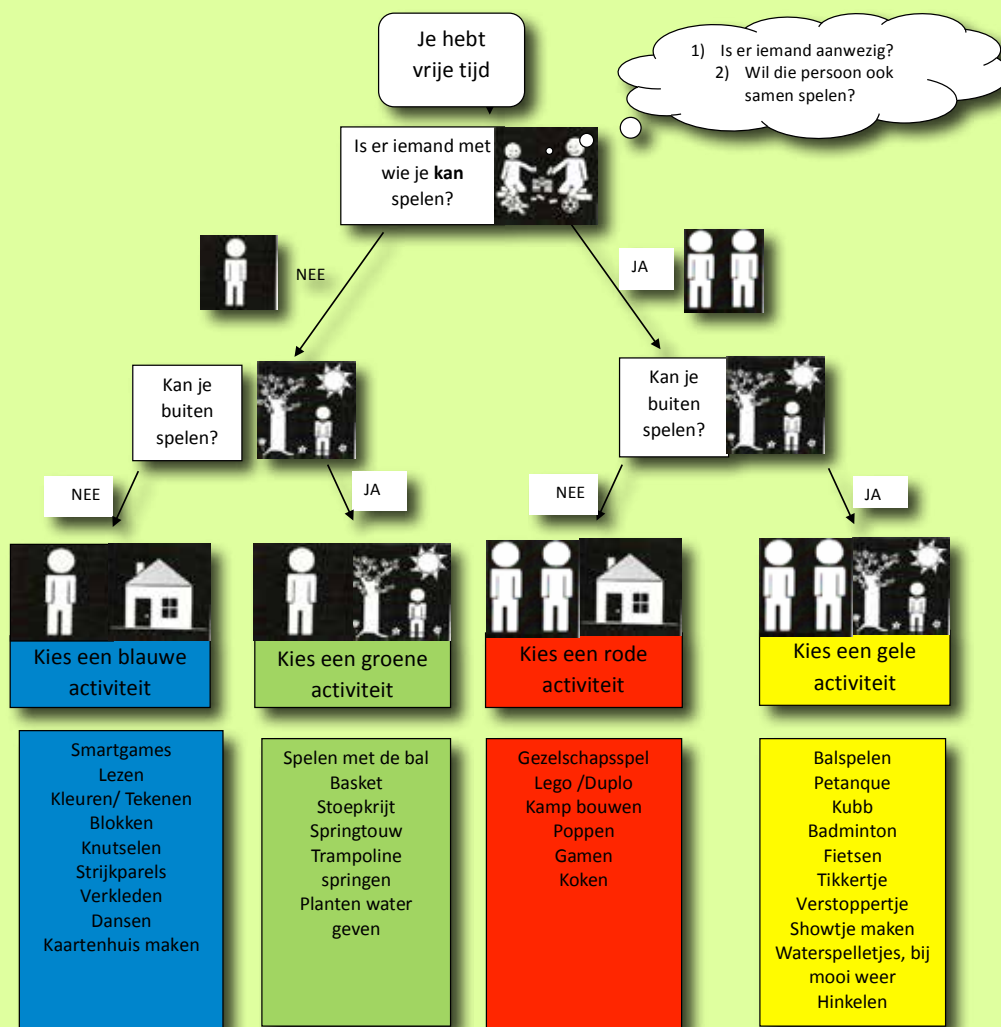 Je hebt
vrije tijd
1) Is er iemand aanwezig?
2) Wil die persoon ook
samen spelen?
Is er iemand met
wie je kan
spelen?
NEE
JA
Kan je
buiten
spelen?
Kan je
buiten
spelen?
NEE
JA
NEE
JA
Kies een blauwe
activiteit
Kies een groene
activiteit
Kies een rode
activiteit
Kies een gele
activiteit
Smartgames
Lezen
Kleuren/ Tekenen
Blokken
Knutselen
Strijkparels
Verkleden
Dansen
Kaartenhuis maken
Spelen met de bal
Basket
Stoepkrijt
Springtouw
Trampoline
springen
Planten water
geven
Gezelschapsspel
Lego /Duplo
Kamp bouwen
Poppen
Gamen
Koken
Balspelen
Petanque
Kubb
Badminton
Fietsen
Tikkertje
Verstoppertje
Showtje maken
Waterspelletjes, bij
mooi weer
Hinkelen